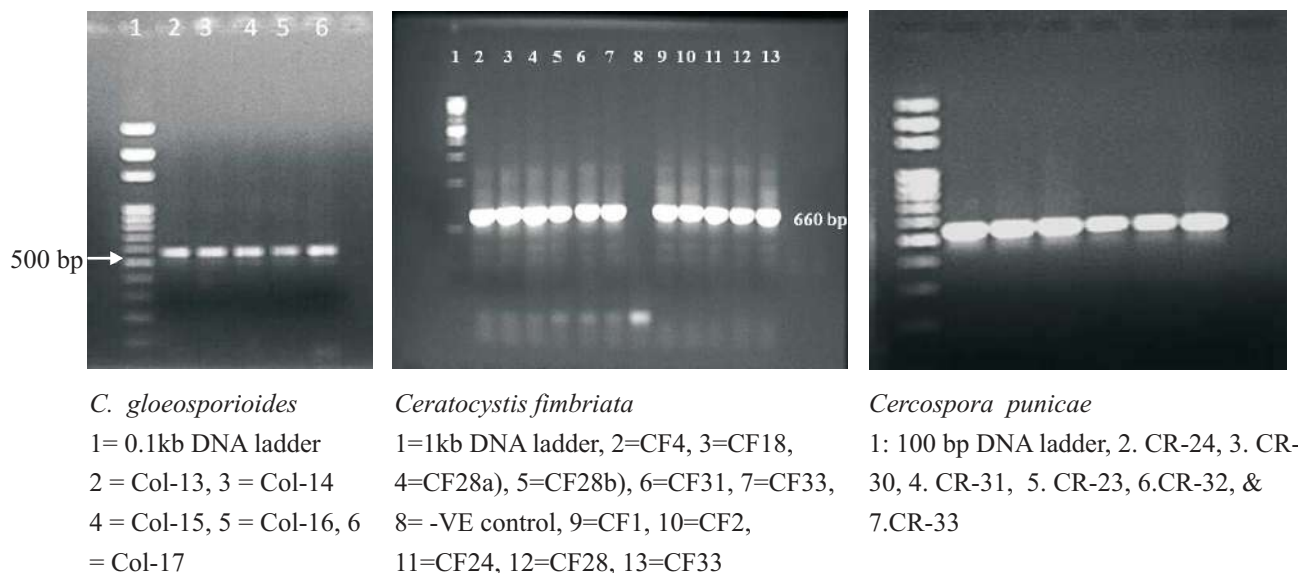 1 2 3 4 5 6
500 bp
1 2 3 4 5 6 7 8 9 10 11 12 13
660 bp
C. gloeosporioides
1= 0.1kb DNA ladder
2 = Col-13, 3 = Col-14
4 = Col-15, 5 = Col-16, 6
= Col-17
Ceratocystis fimbriata
1=1kb DNA ladder, 2=CF4, 3=CF18,
4=CF28a), 5=CF28b), 6=CF31, 7=CF33,
8= -VE control, 9=CF1, 10=CF2,
11=CF24, 12=CF28, 13=CF33
Cercospora punicae
1: 100 bp DNA ladder, 2. CR-24, 3. CR-
30, 4. CR-31, 5. CR-23, 6.CR-32, &
7.CR-33